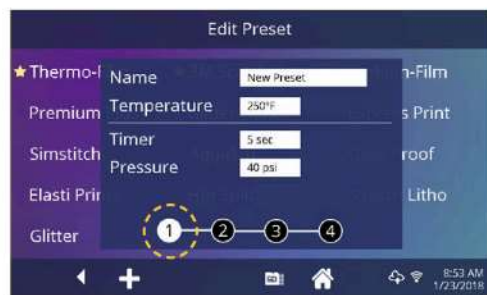 Edit Preset
Thermo-F
Name
New Preset
n-Film
Premium
Temperature
250°F
s Print
Simstitch
Timer
5 sec
roof
Pressure
40 psi
Elasti Prin
Litho
Glitter
1
2
3
4
8:53 AM
1/23/2018